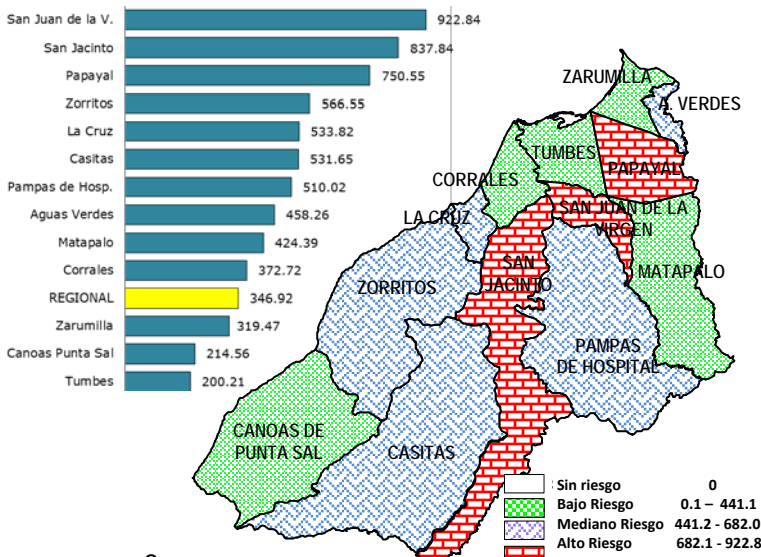 San Juan de la V. 922.84
San Jacinto 837.84
Papayal 750.55
Zorritos 566.55
La Cruz 533.82
Casitas 531.65
Pampas de Hosp. 510.02
Aguas Verdes 458.26
Matapalo 424.39
Corrales 372.72
REGIONAL 346.92
Zarumilla 319.47
Canoas Punta Sal 214.56
Tumbes 200.21
ZARUMILLA
A. VERDES
TUMBES
PAPAYAL
CORRALES
LA CRUZ
SAN JUAN DE LA
VIRGEN
SAN
JACINTO
MATAPALO
ZORRITOS
PAMPAS
DE HOSPITAL
CANOAS DE
PUNTA SAL
CASITAS
Sin riesgo 0
Bajo Riesgo 0.1 – 441.1
Mediano Riesgo 441.2 - 682.0
Alto Riesgo 682.1 - 922.8